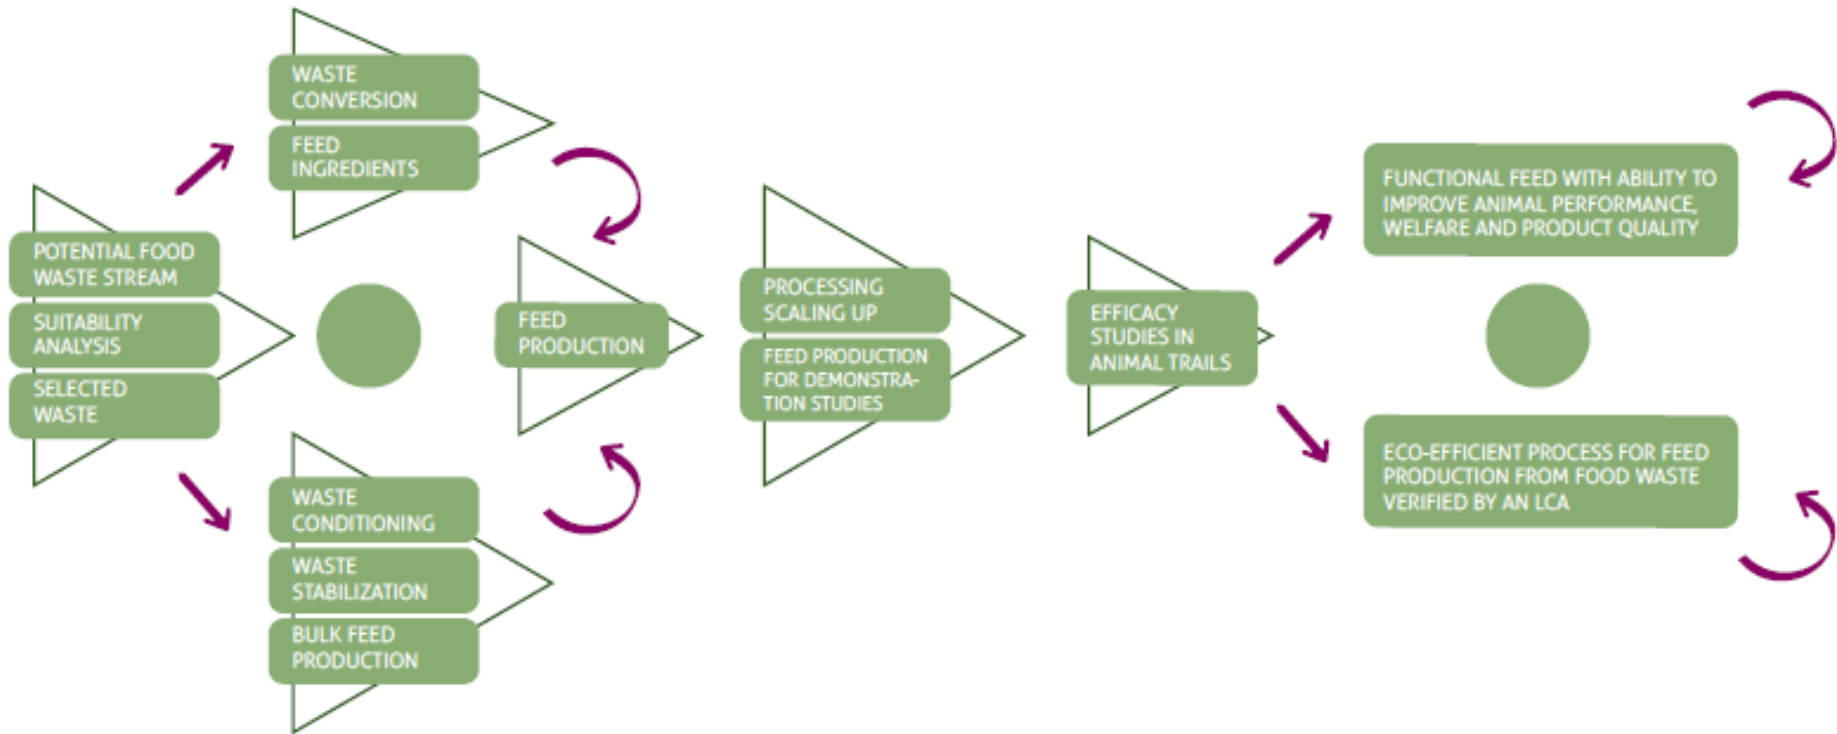 POTENTIAL FOOD
WASTE STREAM
SUITABILITY
ANALYSIS
SELECTED
WASTE
WASTE
CONVERSION
FEED
INGREDIENTS
WASTE
CONDITIONING
WASTE
STABILIZATION
BULK FEED
PRODUCTION
FEED
PRODUCTION
PROCESSING
SCALING UP
FEED PRODUCTION
FOR DEMONSTRA-
TION STUDIES
EFFICACY
STUDIES IN
ANIMAL TRAILS
FUNCTIONAL FEED WITH ABILITY TO
IMPROVE ANIMAL PERFORMANCE,
WELFARE AND PRODUCT QUALITY
ECO-EFFICIENT PROCESS FOR FEED
PRODUCTION FROM FOOD WASTE
VERIFIED BY AN LCA